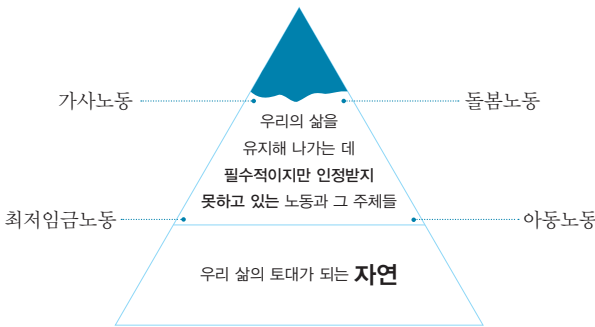 가사노동
돌봄노동
우리의 삶을
유지해 나가는 데
필수적이지만 인정받지
못하고 있는 노동과 그 주체들
최저임금노동
아동노동
우리 삶의 토대가 되는 자연